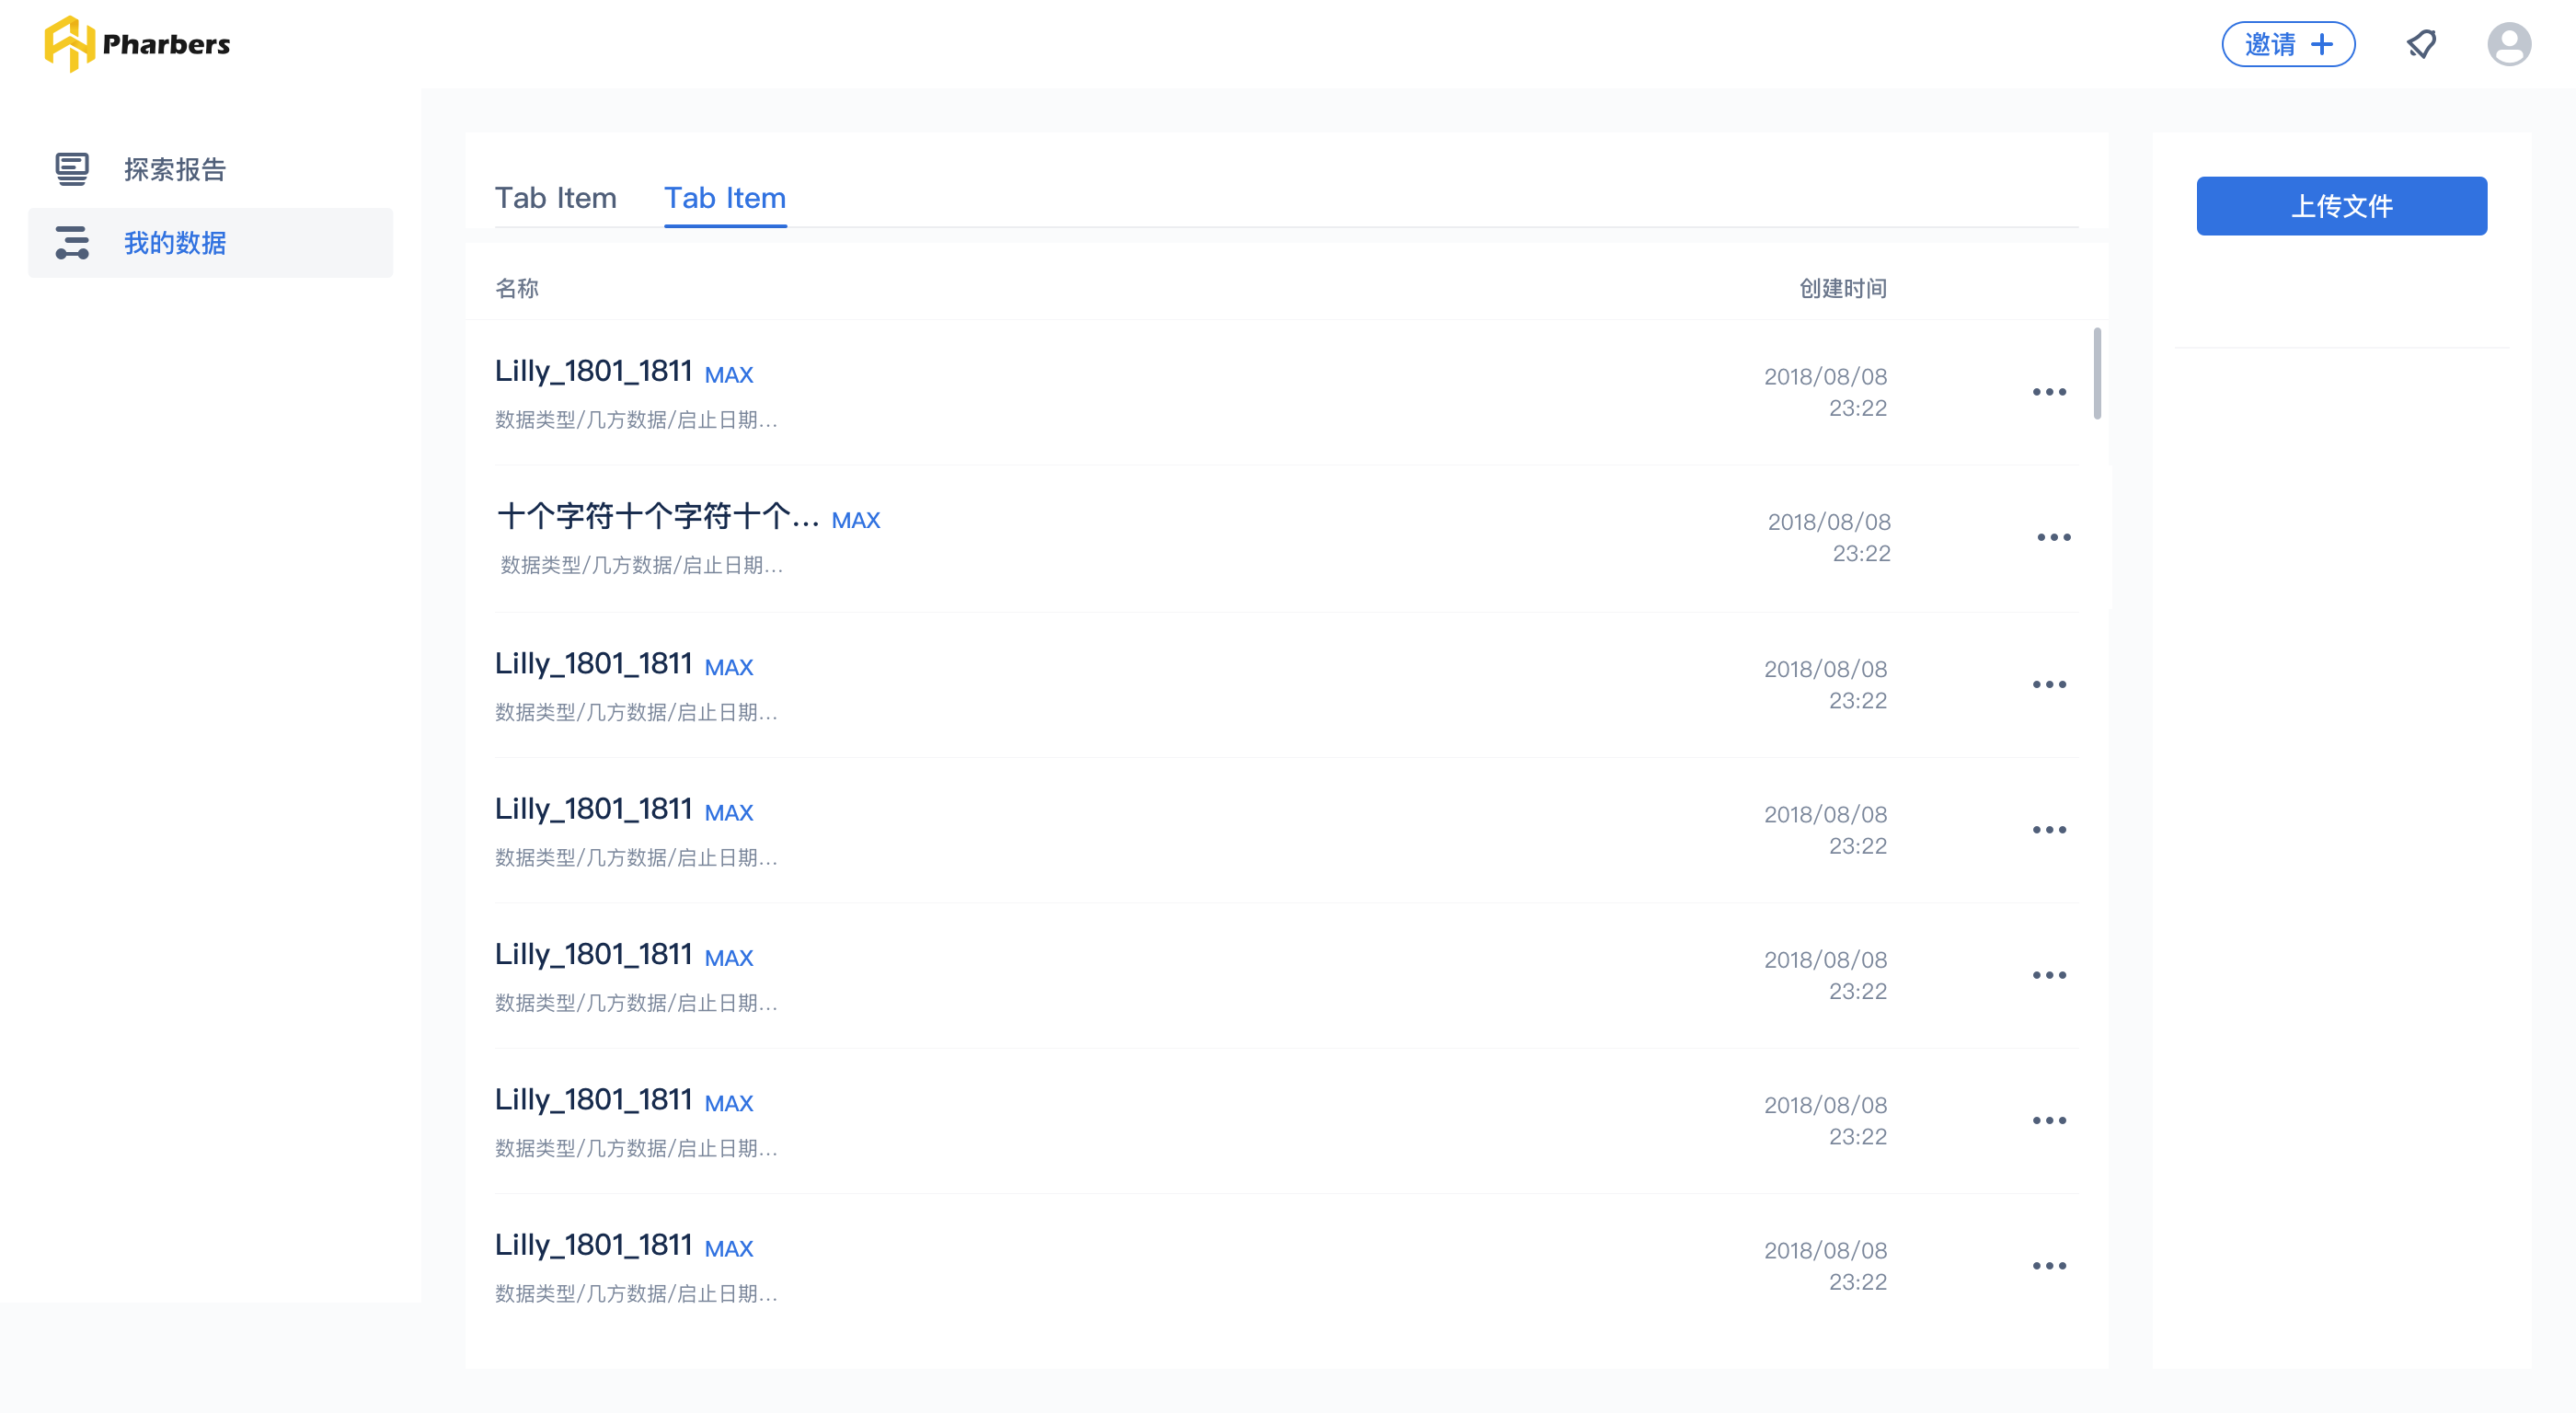 Pharbers
邀请
探索报告
我的数据
Tab Item Tab Item
上传文件
名称 创建时间
Lilly_1801_1811 MAX
数据类型/几方数据/启止日期...
2018/08/08
23:22
十个字符十个字符十个... MAX
数据类型/几方数据/启止日期...
2018/08/08
23:22
Lilly_1801_1811 MAX
数据类型/几方数据/启止日期...
2018/08/08
23:22
Lilly_1801_1811 MAX
数据类型/几方数据/启止日期...
2018/08/08
23:22
Lilly_1801_1811 MAX
数据类型/几方数据/启止日期...
2018/08/08
23:22
Lilly_1801_1811 MAX
数据类型/几方数据/启止日期...
2018/08/08
23:22
Lilly_1801_1811 MAX
数据类型/几方数据/启止日期...
2018/08/08
23:22